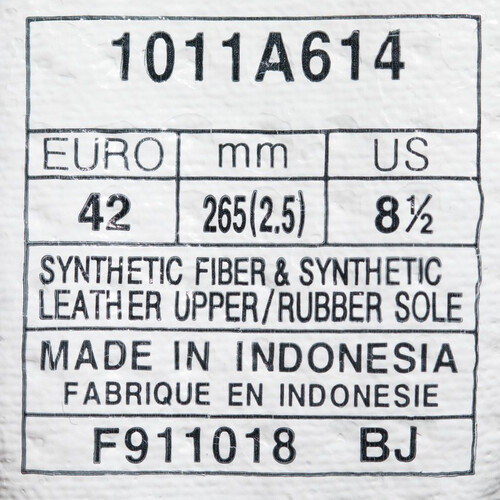 1011A614
EURO mm US
42 265(2.5) 8½
SYNTHETIC FIBER & SYNTHETIC
LEATHER UPPER/RUBBER SOLE
MADE IN INDONESIA
FABRIQUE EN INDONESIE
F911018 BJ